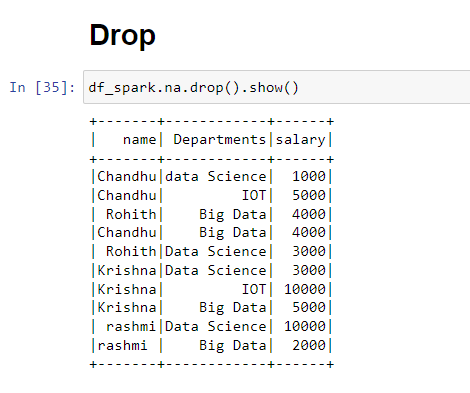 Drop
In [35]: df_spark.na.drop().show()
+-------+------------+------+
|   name| Departments|salary|
+-------+------------+------+
|Chandhu|data Science|  1000|
|Chandhu|         IOT|  5000|
| Rohith|    Big Data|  4000|
|Chandhu|    Big Data|  4000|
| Rohith|Data Science|  3000|
|Krishna|Data Science|  3000|
|Krishna|         IOT| 10000|
|Krishna|    Big Data|  5000|
| rashmi|Data Science| 10000|
|rashmi |    Big Data|  2000|
+-------+------------+------+